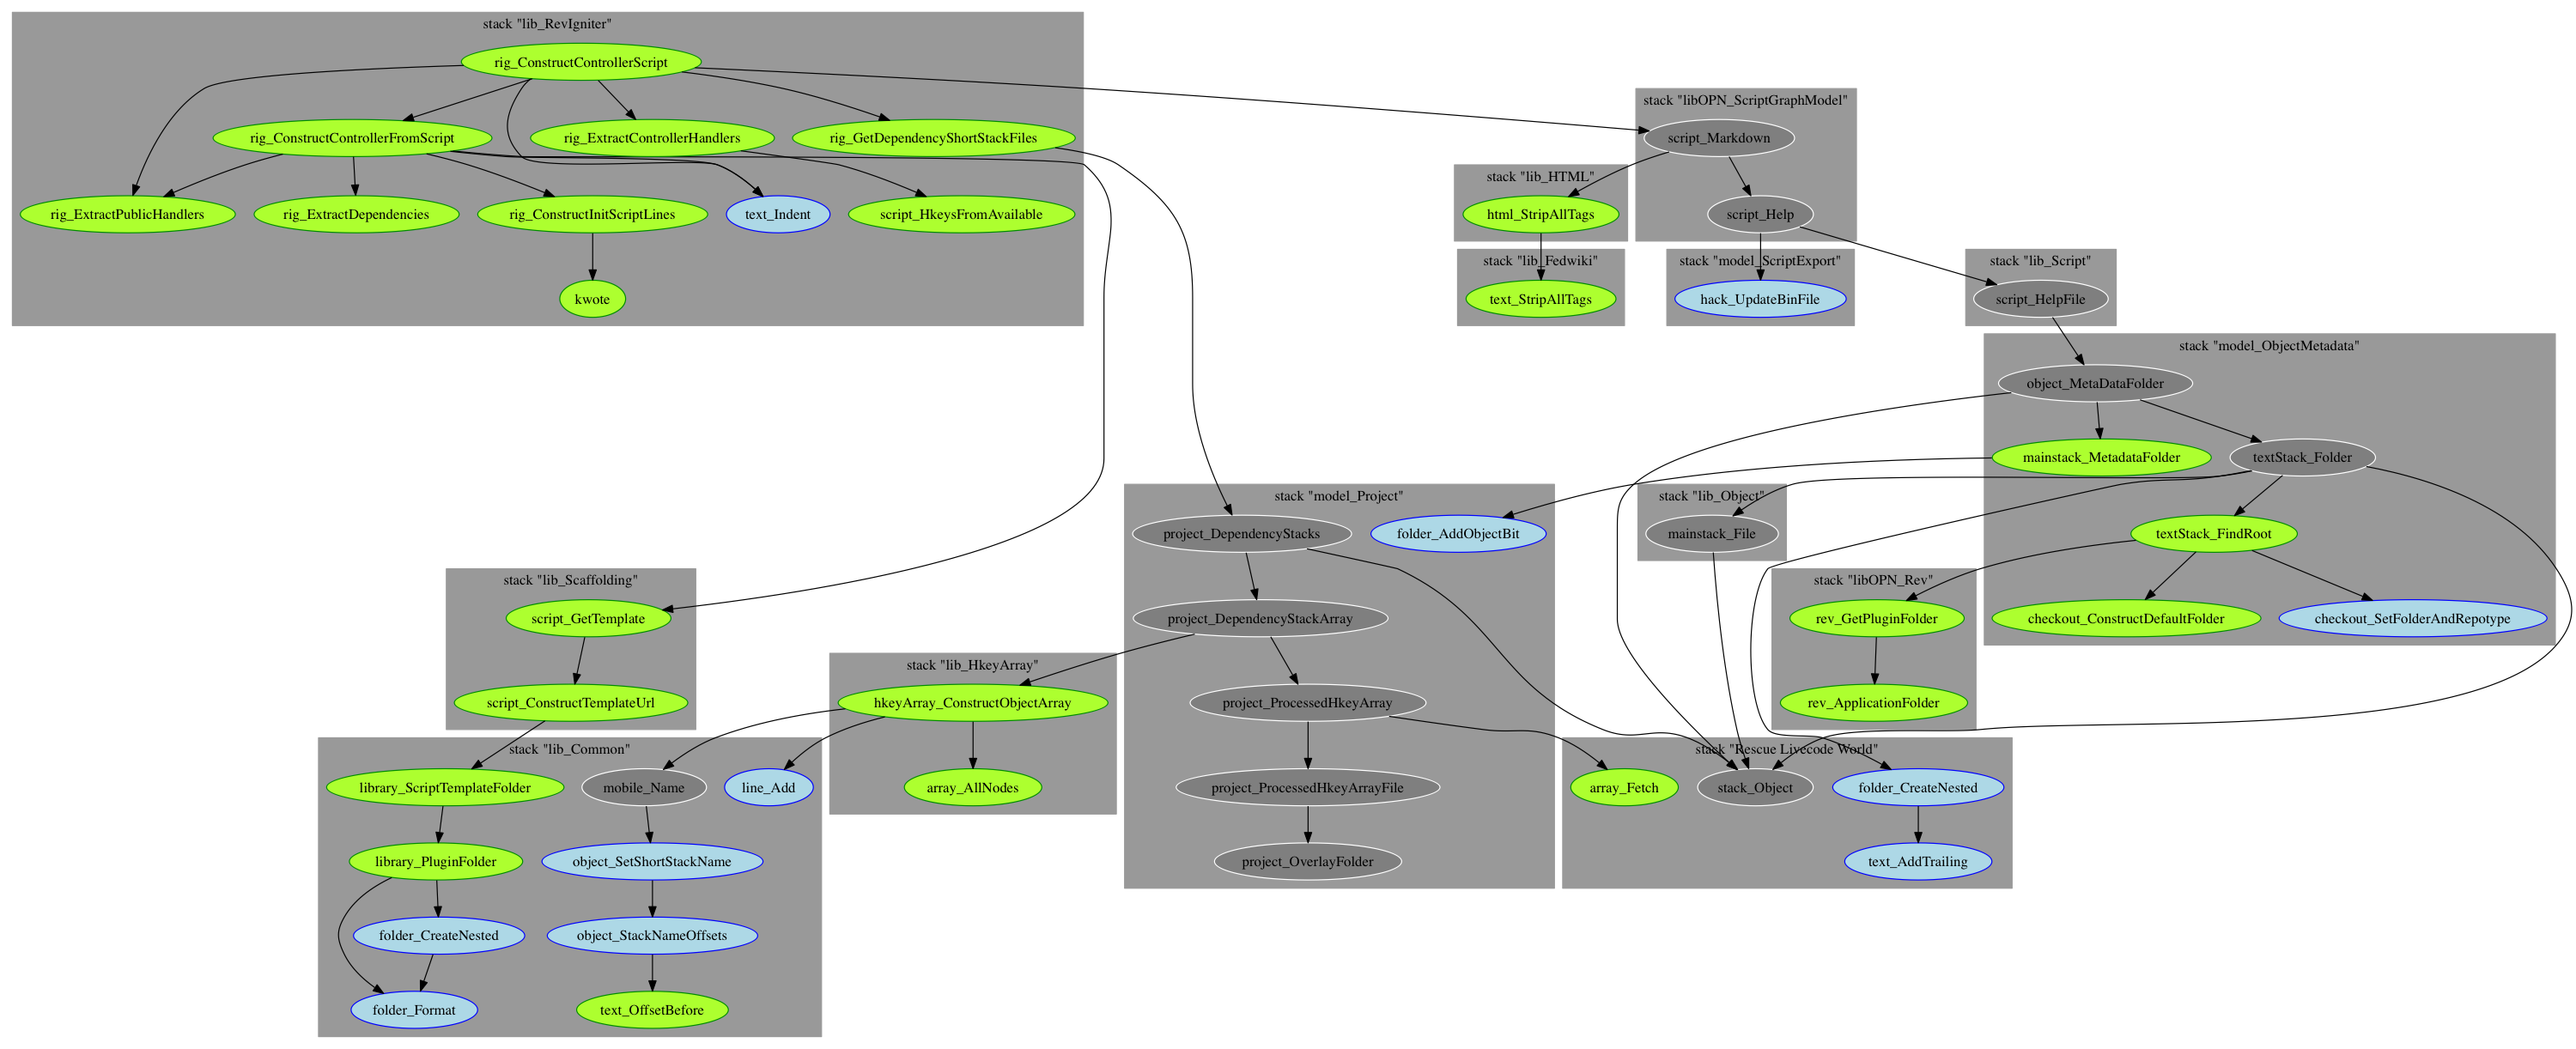 stack "lib_RevIgniter"
rig_ConstructControllerScript
rig_ConstructControllerFromScript
rig_ExtractControllerHandlers
rig_GetDependencyShortStackFiles
rig_ExtractPublicHandlers
rig_ExtractDependencies
rig_ConstructInitScriptLines
text_Indent
script_HkeysFromAvailable
kwote
stack "libOPN_ScriptGraphModel"
script_Markdown
script_Help
stack "lib_HTML"
html_StripAllTags
stack "lib_Fedwiki"
text_StripAllTags
stack "model_ScriptExport"
hack_UpdateBinFile
stack "lib_Script"
script_HelpFile
stack "model_ObjectMetadata"
object_MetaDataFolder
mainstack_MetadataFolder
textStack_Folder
textStack_FindRoot
checkout_ConstructDefaultFolder
checkout_SetFolderAndRepotype
stack "model_Project"
project_DependencyStacks
folder_AddObjectBit
project_DependencyStackArray
project_ProcessedHkeyArray
project_ProcessedHkeyArrayFile
project_OverlayFolder
stack "lib_Object"
mainstack_File
stack "libOPN_Rev"
rev_GetPluginFolder
rev_ApplicationFolder
stack "lib_Scaffolding"
script_GetTemplate
script_ConstructTemplateUrl
stack "lib_HkeyArray"
hkeyArray_ConstructObjectArray
array_AllNodes
stack "Rescue Livecode World"
array_Fetch
stack_Object
folder_CreateNested
text_AddTrailing
stack "lib_Common"
library_ScriptTemplateFolder
mobile_Name
line_Add
library_PluginFolder
object_SetShortStackName
folder_CreateNested
object_StackNameOffsets
folder_Format
text_OffsetBefore